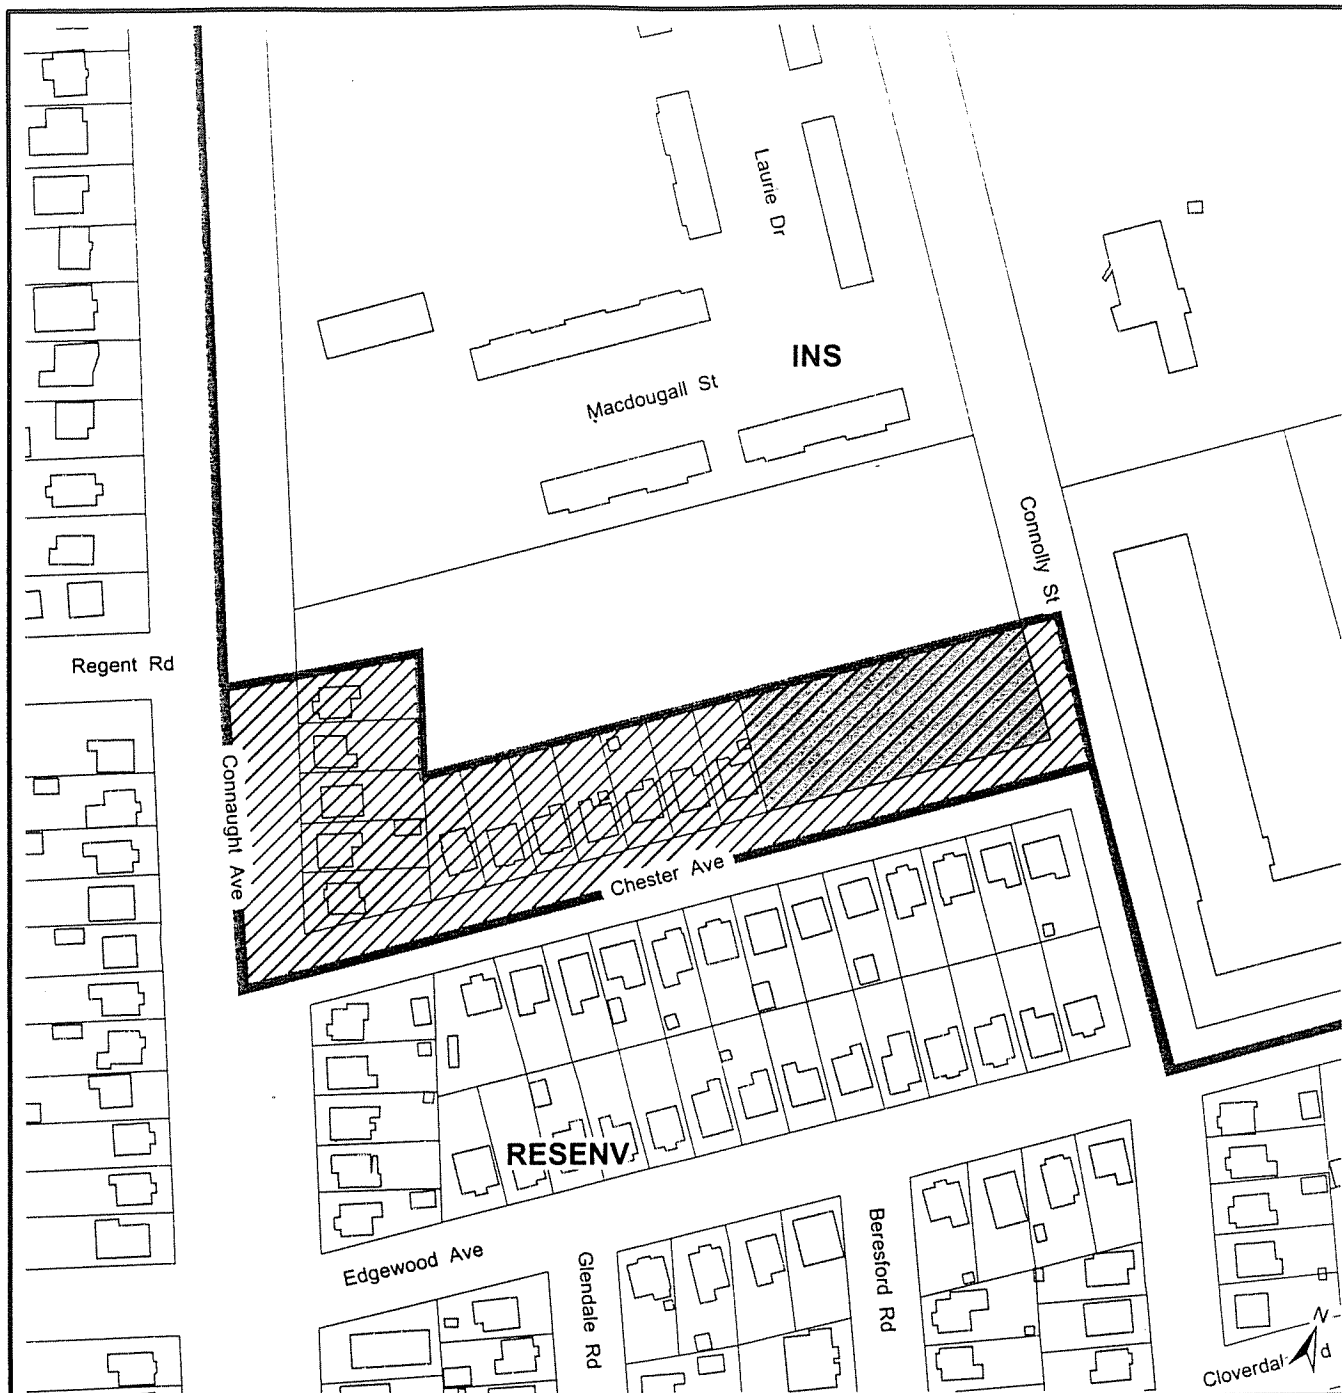 Laurie Dr
INS
Macdougall St
Connolly St
Regent Rd
Connaught Ave
Chester Ave
RESENV
Edgewood Ave
Glendale Rd
Beresford Rd
N
Cloverdal d